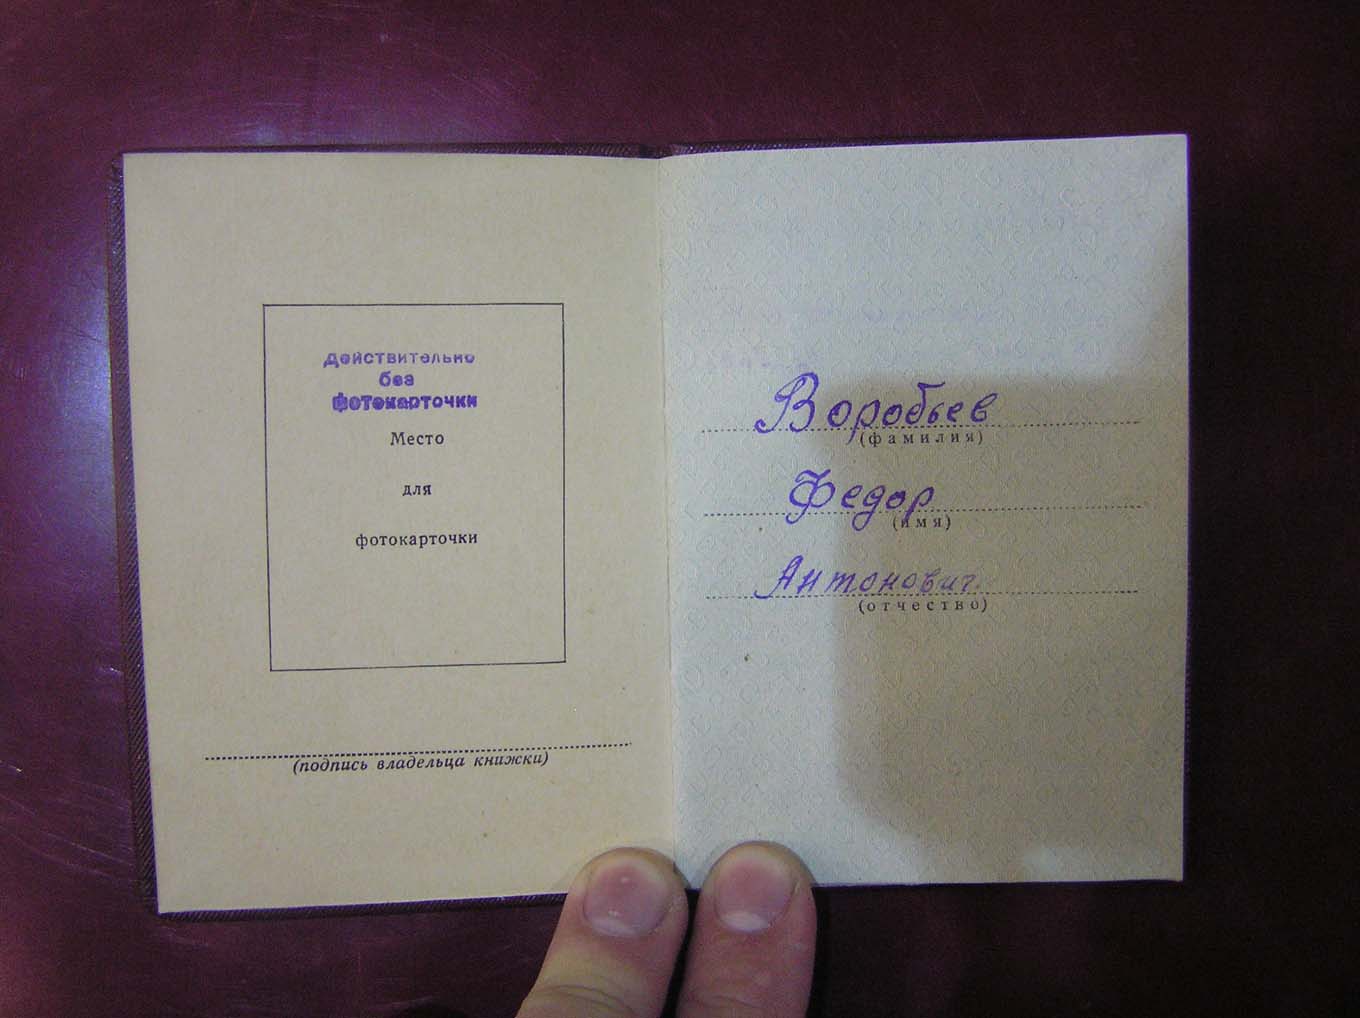 Действительно
без
фотокарточки
Место
для
фотокарточки
(подпись владельца книжки)
Воробьев
(фамилия)
Федор
(имя)
Антонович
(отчество)